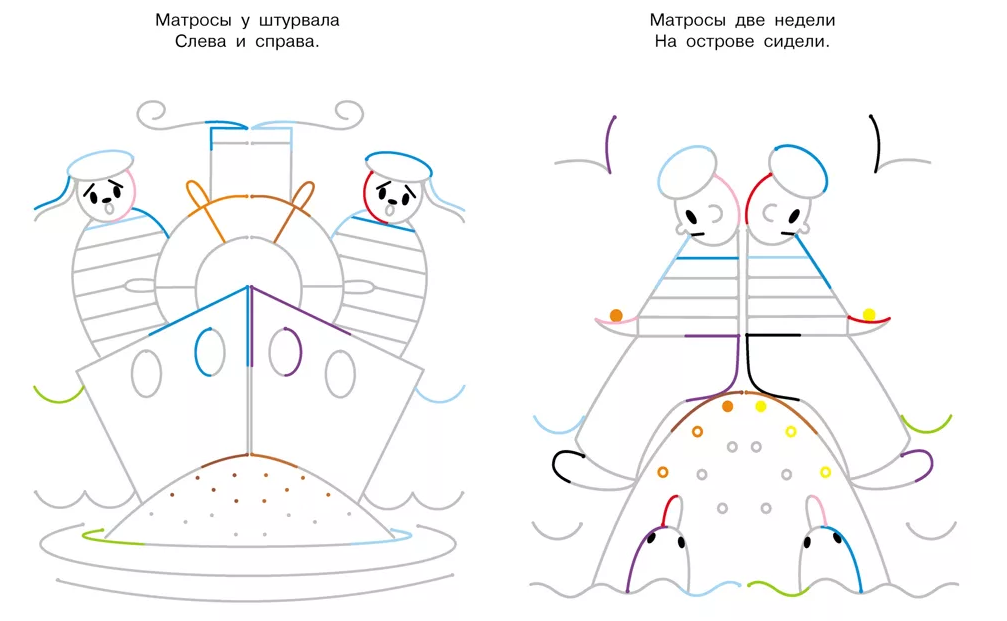 Матросы у штурвала
Слева и справа.
Матросы две недели
На острове сидели.